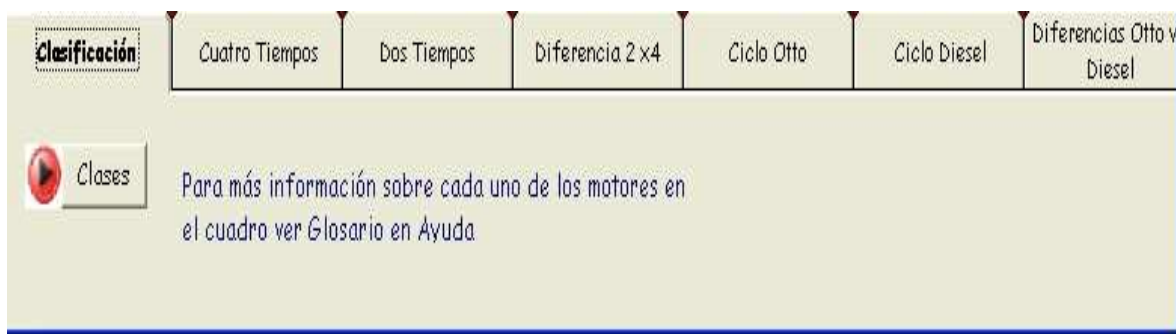 Clasificación
Cuatro Tiempos
Dos Tiempos
Diferencia 2 x4
Ciclo Otto
Ciclo Diesel
Diferencias Otto v
Diesel
Clases
Para más información sobre cada uno de los motores en
el cuadro ver Glosario en Ayuda